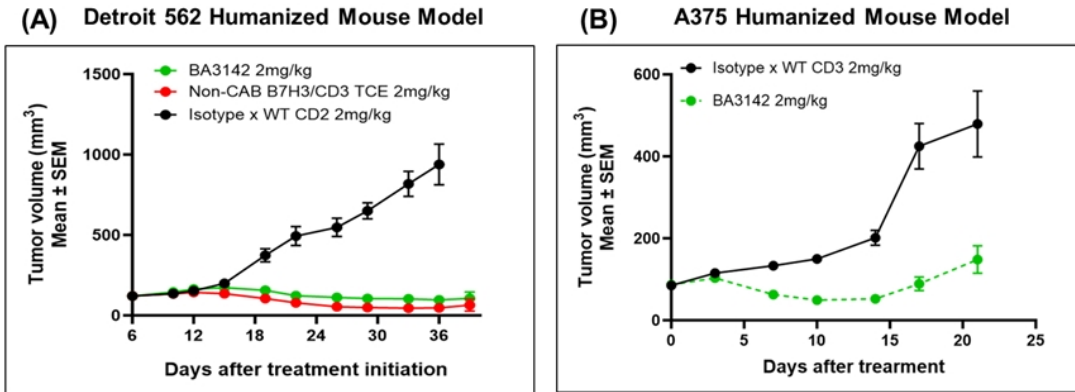 (A) Detroit 562 Humanized Mouse Model
BA3142 2mg/kg
Non-CAB B7H3/CD3 TCE 2mg/kg
Isotype x WT CD2 2mg/kg
Tumor volume (mm³)
Mean ± SEM
1500
1000
500
0
6 12 18 24 30 36
Days after treatment initiation
(B) A375 Humanized Mouse Model
Isotype x WT CD3 2mg/kg
BA3142 2mg/kg
Tumor volume (mm³)
Mean ± SEM
600
400
200
0
0 5 10 15 20 25
Days after trearment